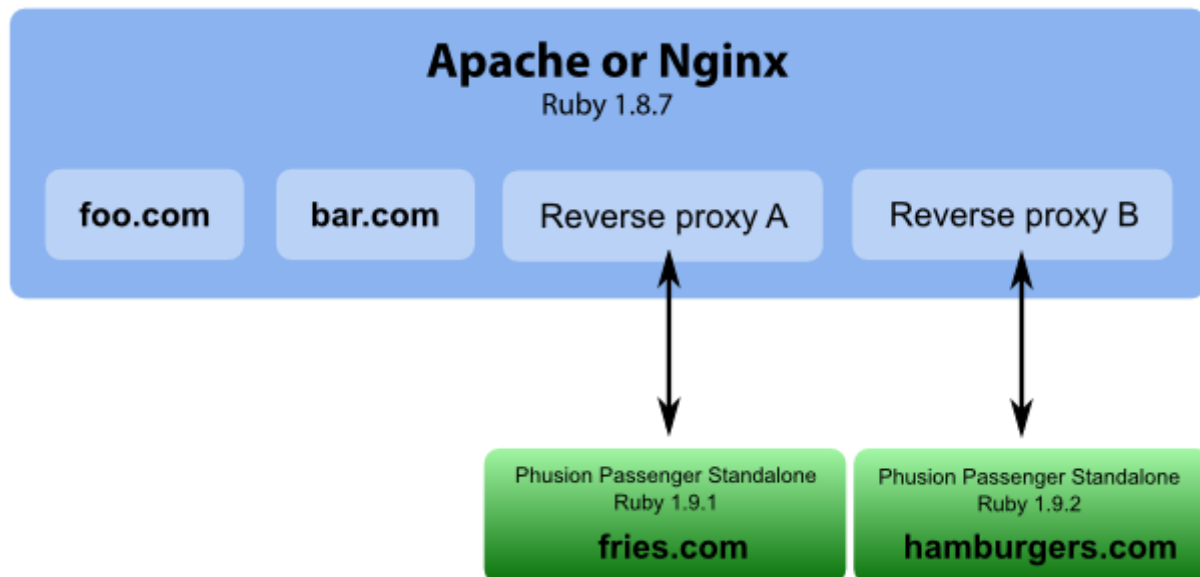 Apache or Nginx
Ruby 1.8.7
foo.com
bar.com
Reverse proxy A
Reverse proxy B
Phusion Passenger Standalone
Ruby 1.9.1
fries.com
Phusion Passenger Standalone
Ruby 1.9.2
hamburgers.com